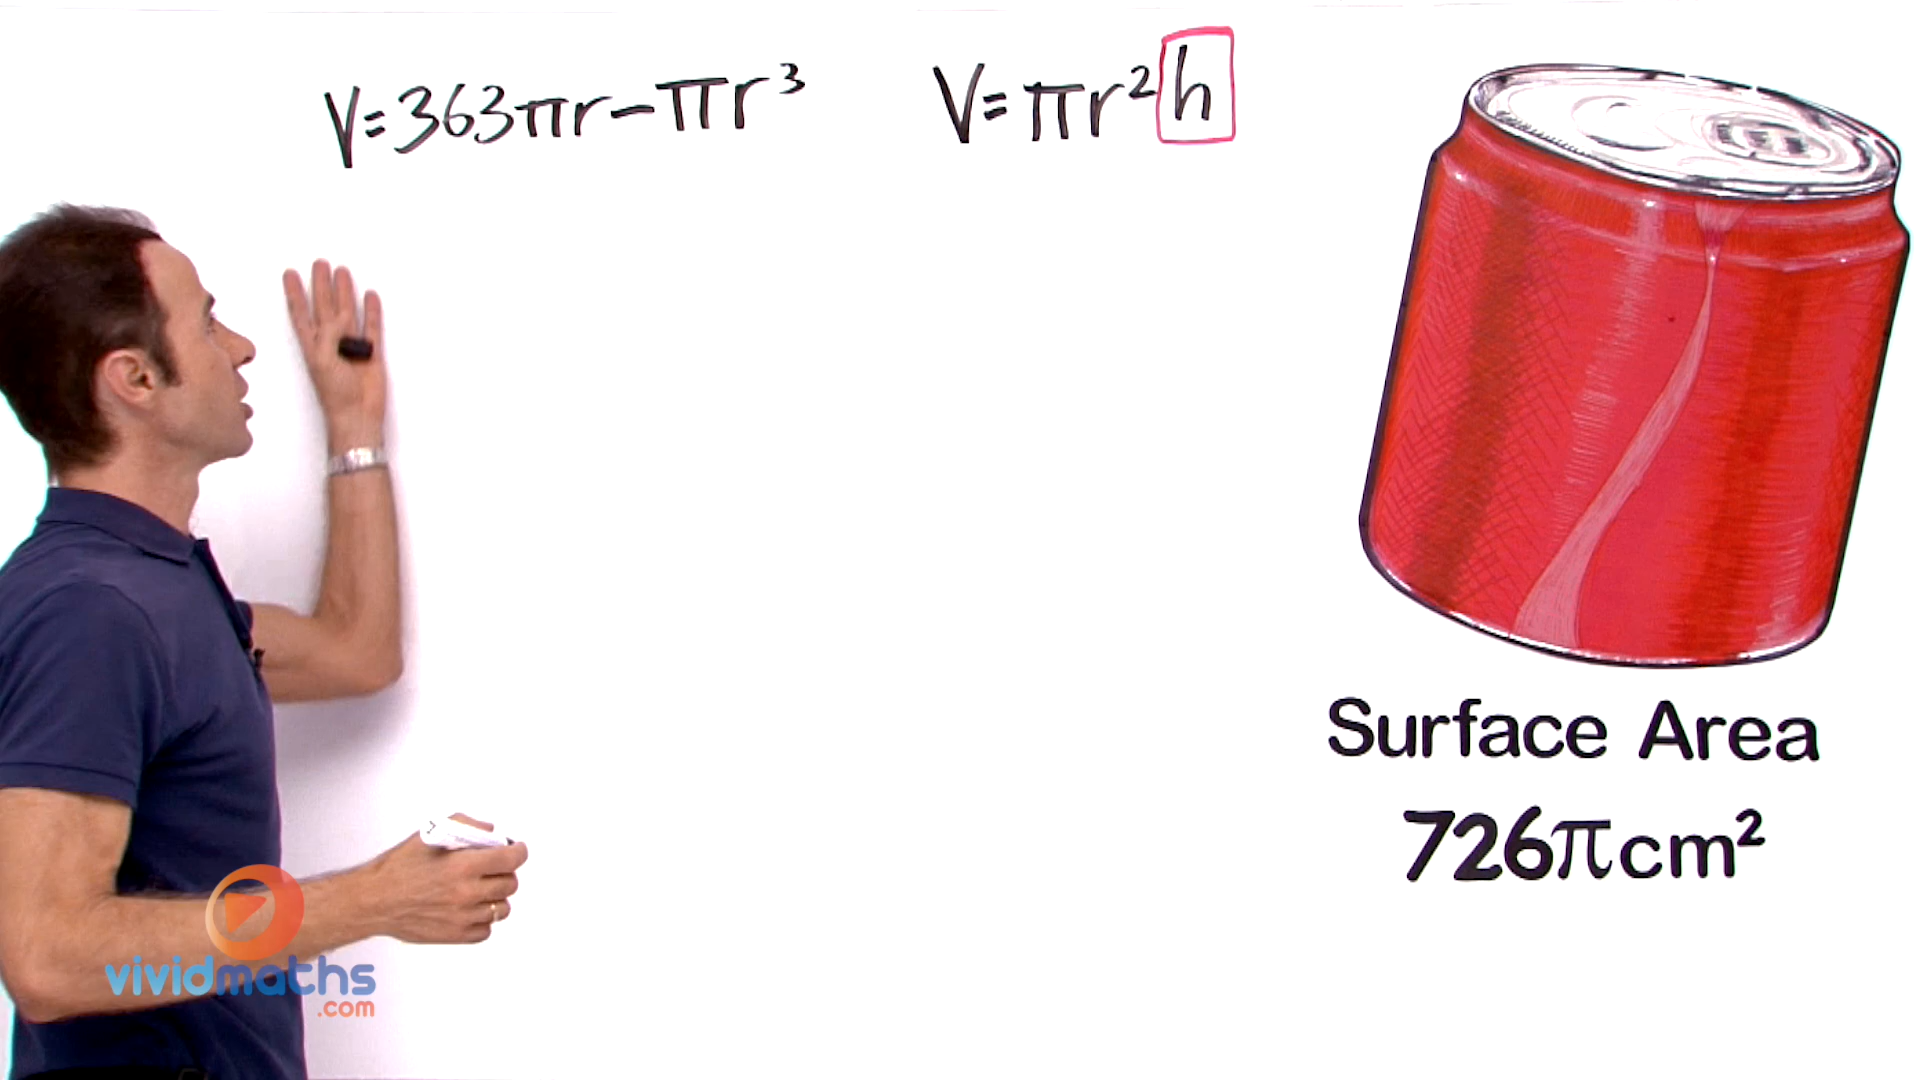 V=363πr-πr³
V=πr²h
Surface Area
726πcm²
vividmaths
.com